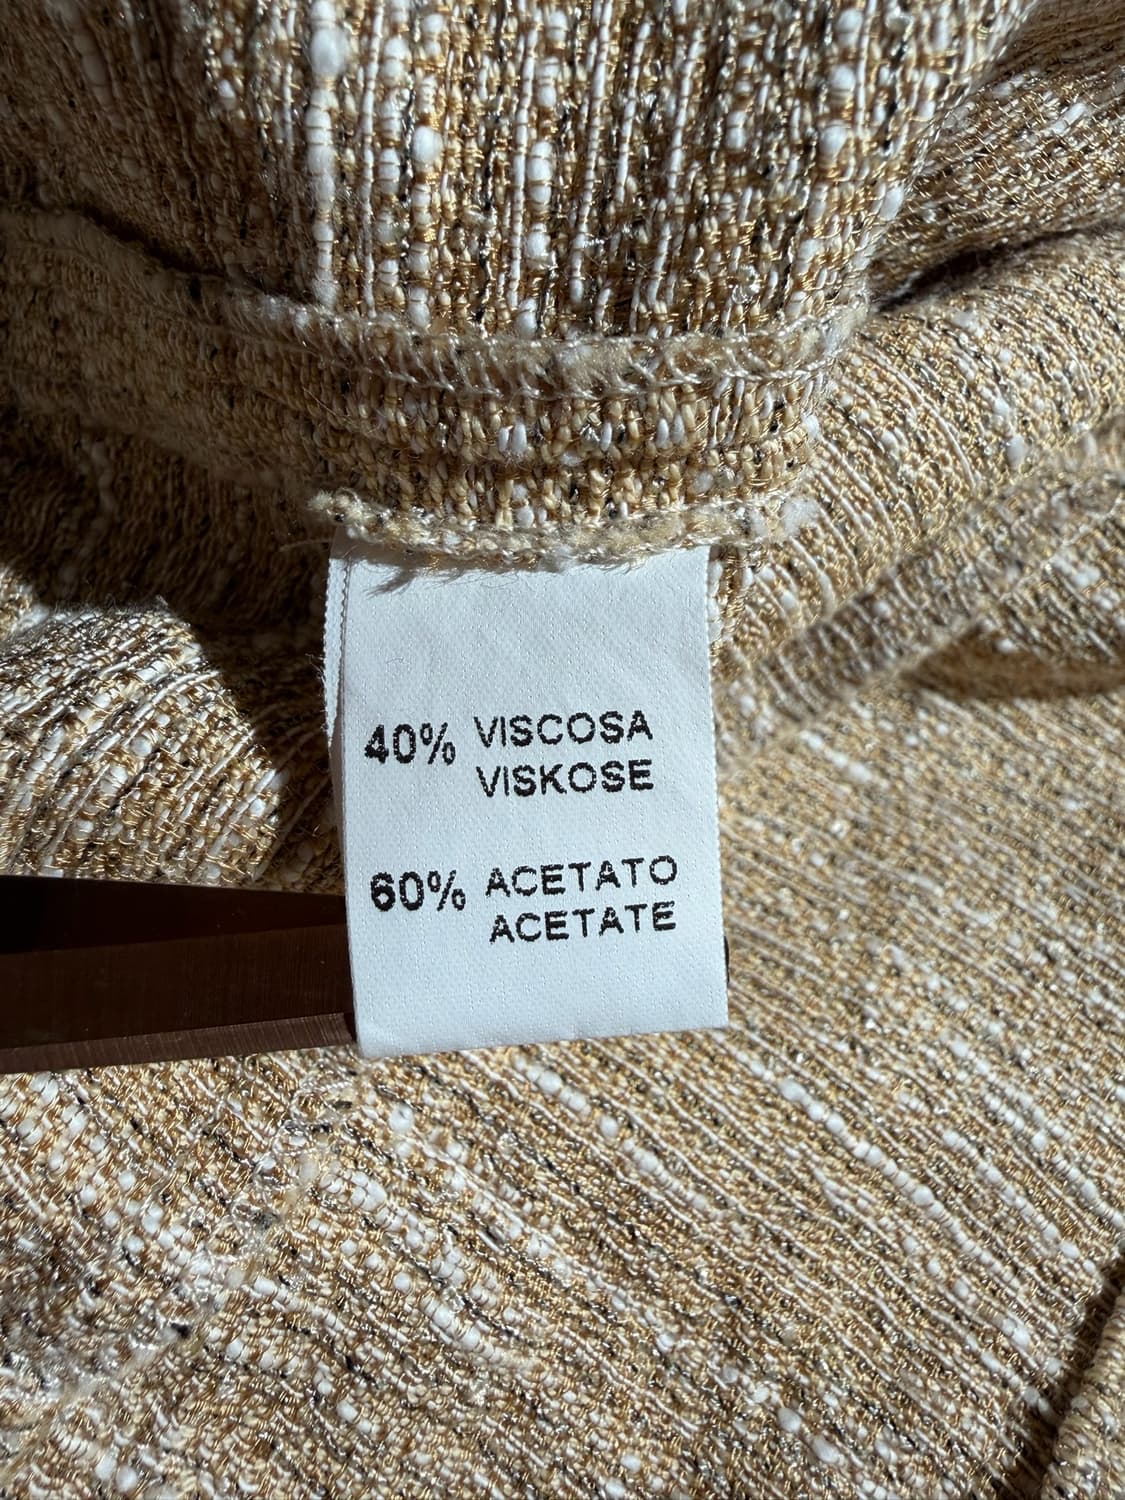 40% VISCOSA
VISKOSE
60% ACETATO
ACETATE